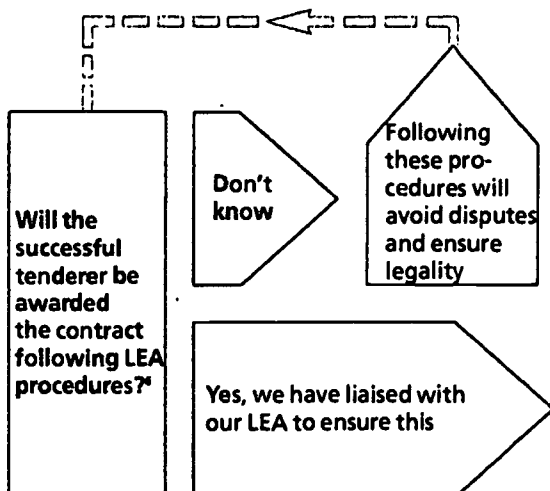 Will the
successful
tenderer be
awarded
the contract
following LEA
procedures?⁶
Don't
know
Following
these pro-
cedures will
avoid disputes
and ensure
legality
Yes, we have liaised with
our LEA to ensure this